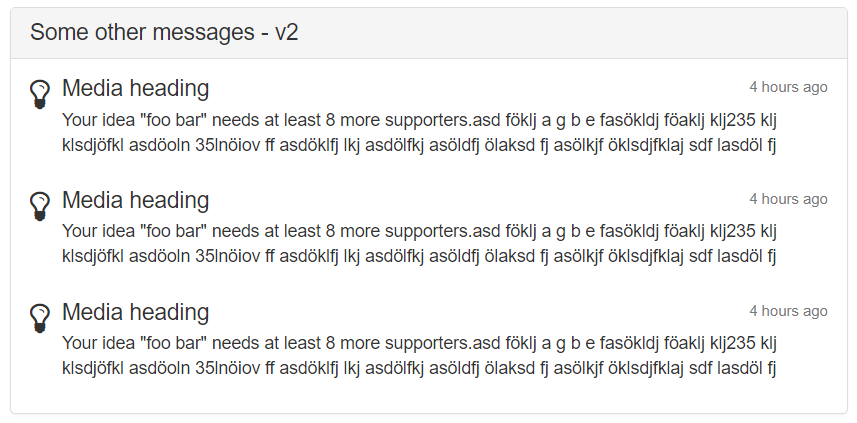 Some other messages - v2
Media heading
4 hours ago
Your idea "foo bar" needs at least 8 more supporters.asd föklj a g b e fasökldj föaklj klj235 klj
klsdjöfkl asdöoln 35lnöiov ff asdöklfj lkj asdölfkj asöldfj ölaksd fj asölkjf öklsdjfklaj sdf lasdöl fj
Media heading
4 hours ago
Your idea "foo bar" needs at least 8 more supporters.asd föklj a g b e fasökldj föaklj klj235 klj
klsdjöfkl asdöoln 35lnöiov ff asdöklfj lkj asdölfkj asöldfj ölaksd fj asölkjf öklsdjfklaj sdf lasdöl fj
Media heading
4 hours ago
Your idea "foo bar" needs at least 8 more supporters.asd föklj a g b e fasökldj föaklj klj235 klj
klsdjöfkl asdöoln 35lnöiov ff asdöklfj lkj asdölfkj asöldfj ölaksd fj asölkjf öklsdjfklaj sdf lasdöl fj